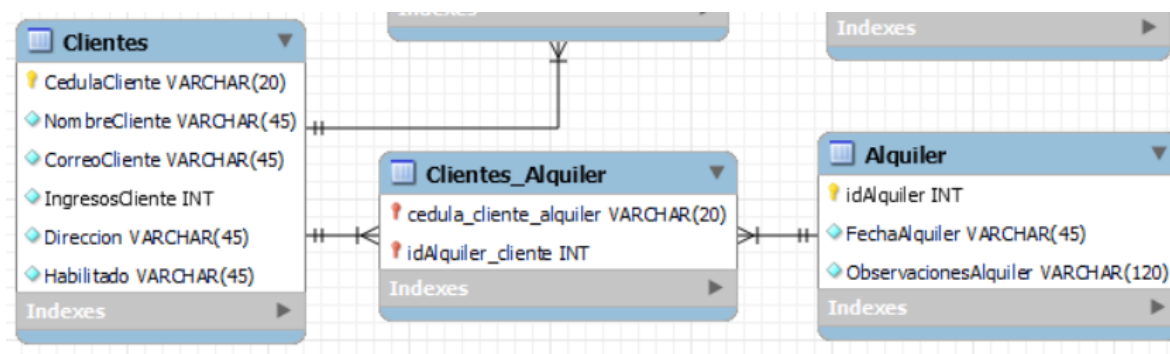 Indexes
Indexes
Clientes
CedulaCliente VARCHAR(20)
NombreCliente VARCHAR(45)
CorreoCliente VARCHAR(45)
IngresosCliente INT
Direccion VARCHAR(45)
Habilitado VARCHAR(45)
Indexes
Clientes_Alquiler
cedula_cliente_alquiler VARCHAR(20)
idAlquiler_cliente INT
Indexes
Alquiler
idAlquiler INT
FechaAlquiler VARCHAR(45)
ObservacionesAlquiler VARCHAR(120)
Indexes